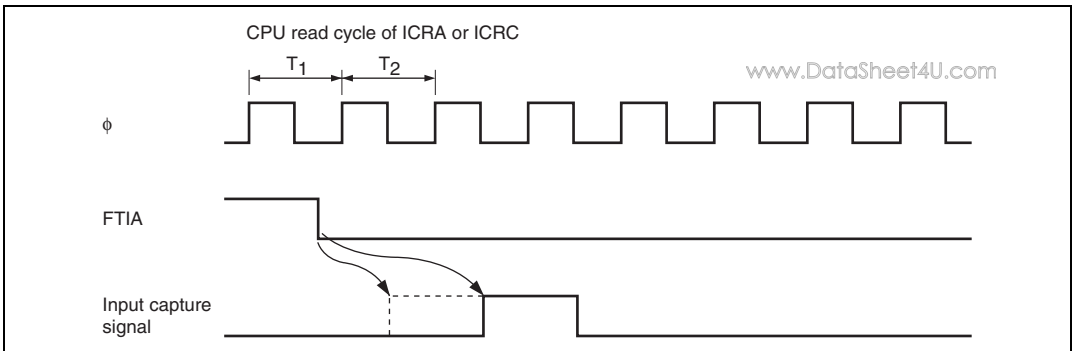 CPU read cycle of ICRA or ICRC
T1 T2
www.DataSheet4U.com
φ
FTIA
Input capture
signal